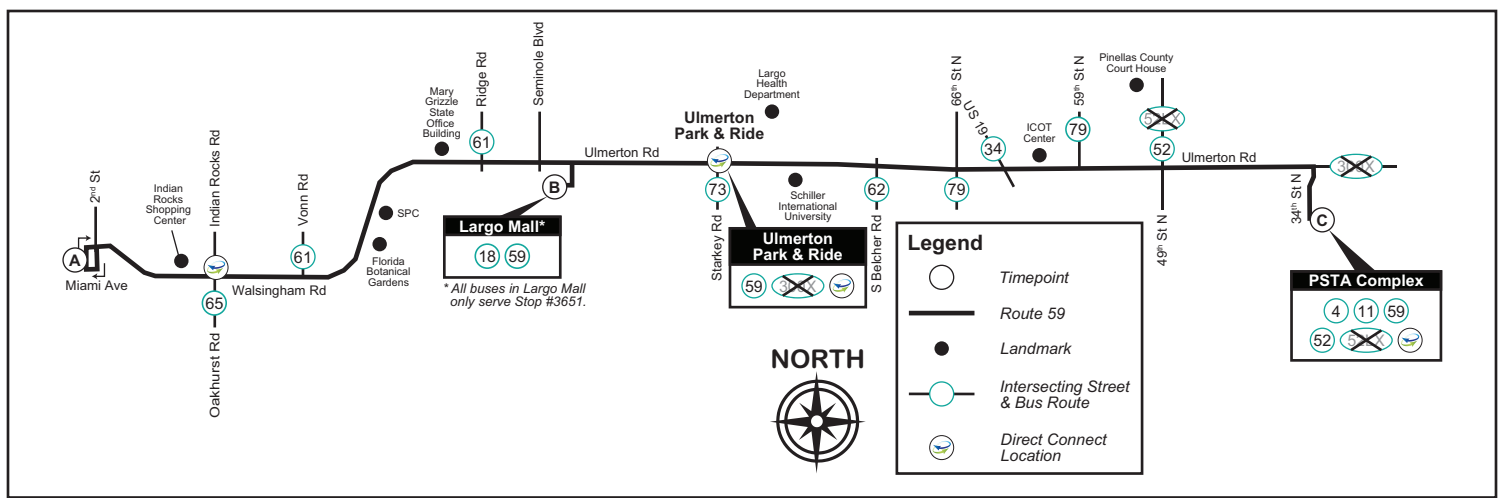 2nd St
A
Miami Ave
Indian
Rocks
Shopping
Center
Indian Rocks Rd
65
Oakhurst Rd
Walsingham Rd
Vonn Rd
61
SPC
Florida
Botanical
Gardens
Mary
Grizzle
State
Office
Building
Ridge Rd
61
Seminole Blvd
B
Largo Mall*
18 59
* All buses in Largo Mall
only serve Stop #3651.
Ulmerton Rd
Ulmerton
Park & Ride
73
Starkey Rd
Largo
Health
Department
Ulmerton
Park & Ride
59
Schiller
International
University
62
S Belcher Rd
66th St N
79
US 19
34
ICOT
Center
59th St N
79
Pinellas County
Court House
52
49th St N
Ulmerton Rd
34th St N
C
PSTA Complex
4 11 59
52
NORTH
Legend
Timepoint
Route 59
Landmark
Intersecting Street
& Bus Route
Direct Connect
Location